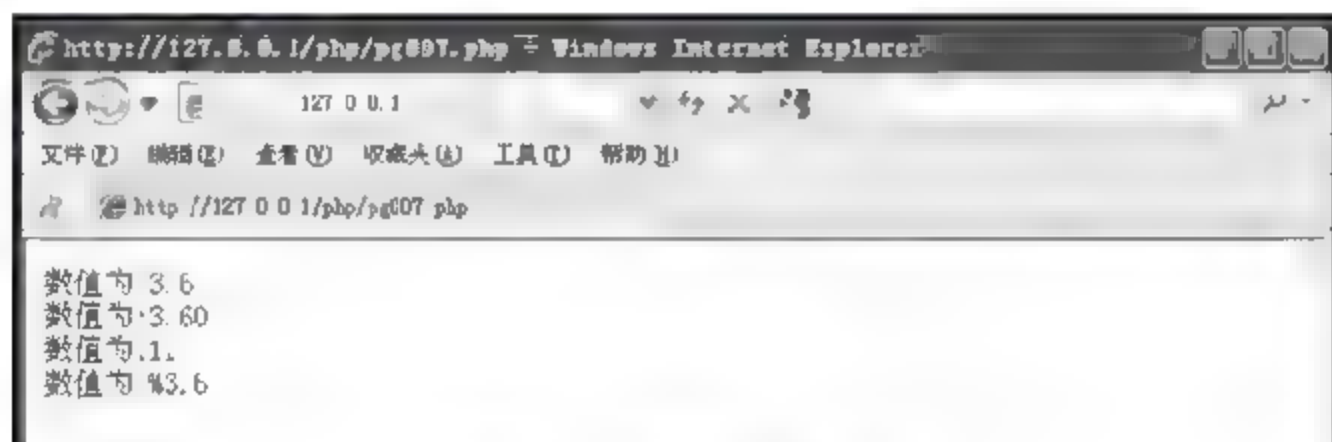 http://127.0.0.1/php/pg007.php - Windows Internet Explorer
127.0.0.1
文件(F) 编辑(E) 查看(V) 收藏夹(A) 工具(T) 帮助(H)
http://127.0.0.1/php/pg007.php
数值为:3.6
数值为:3.60
数值为:1.
数值为:%3.6